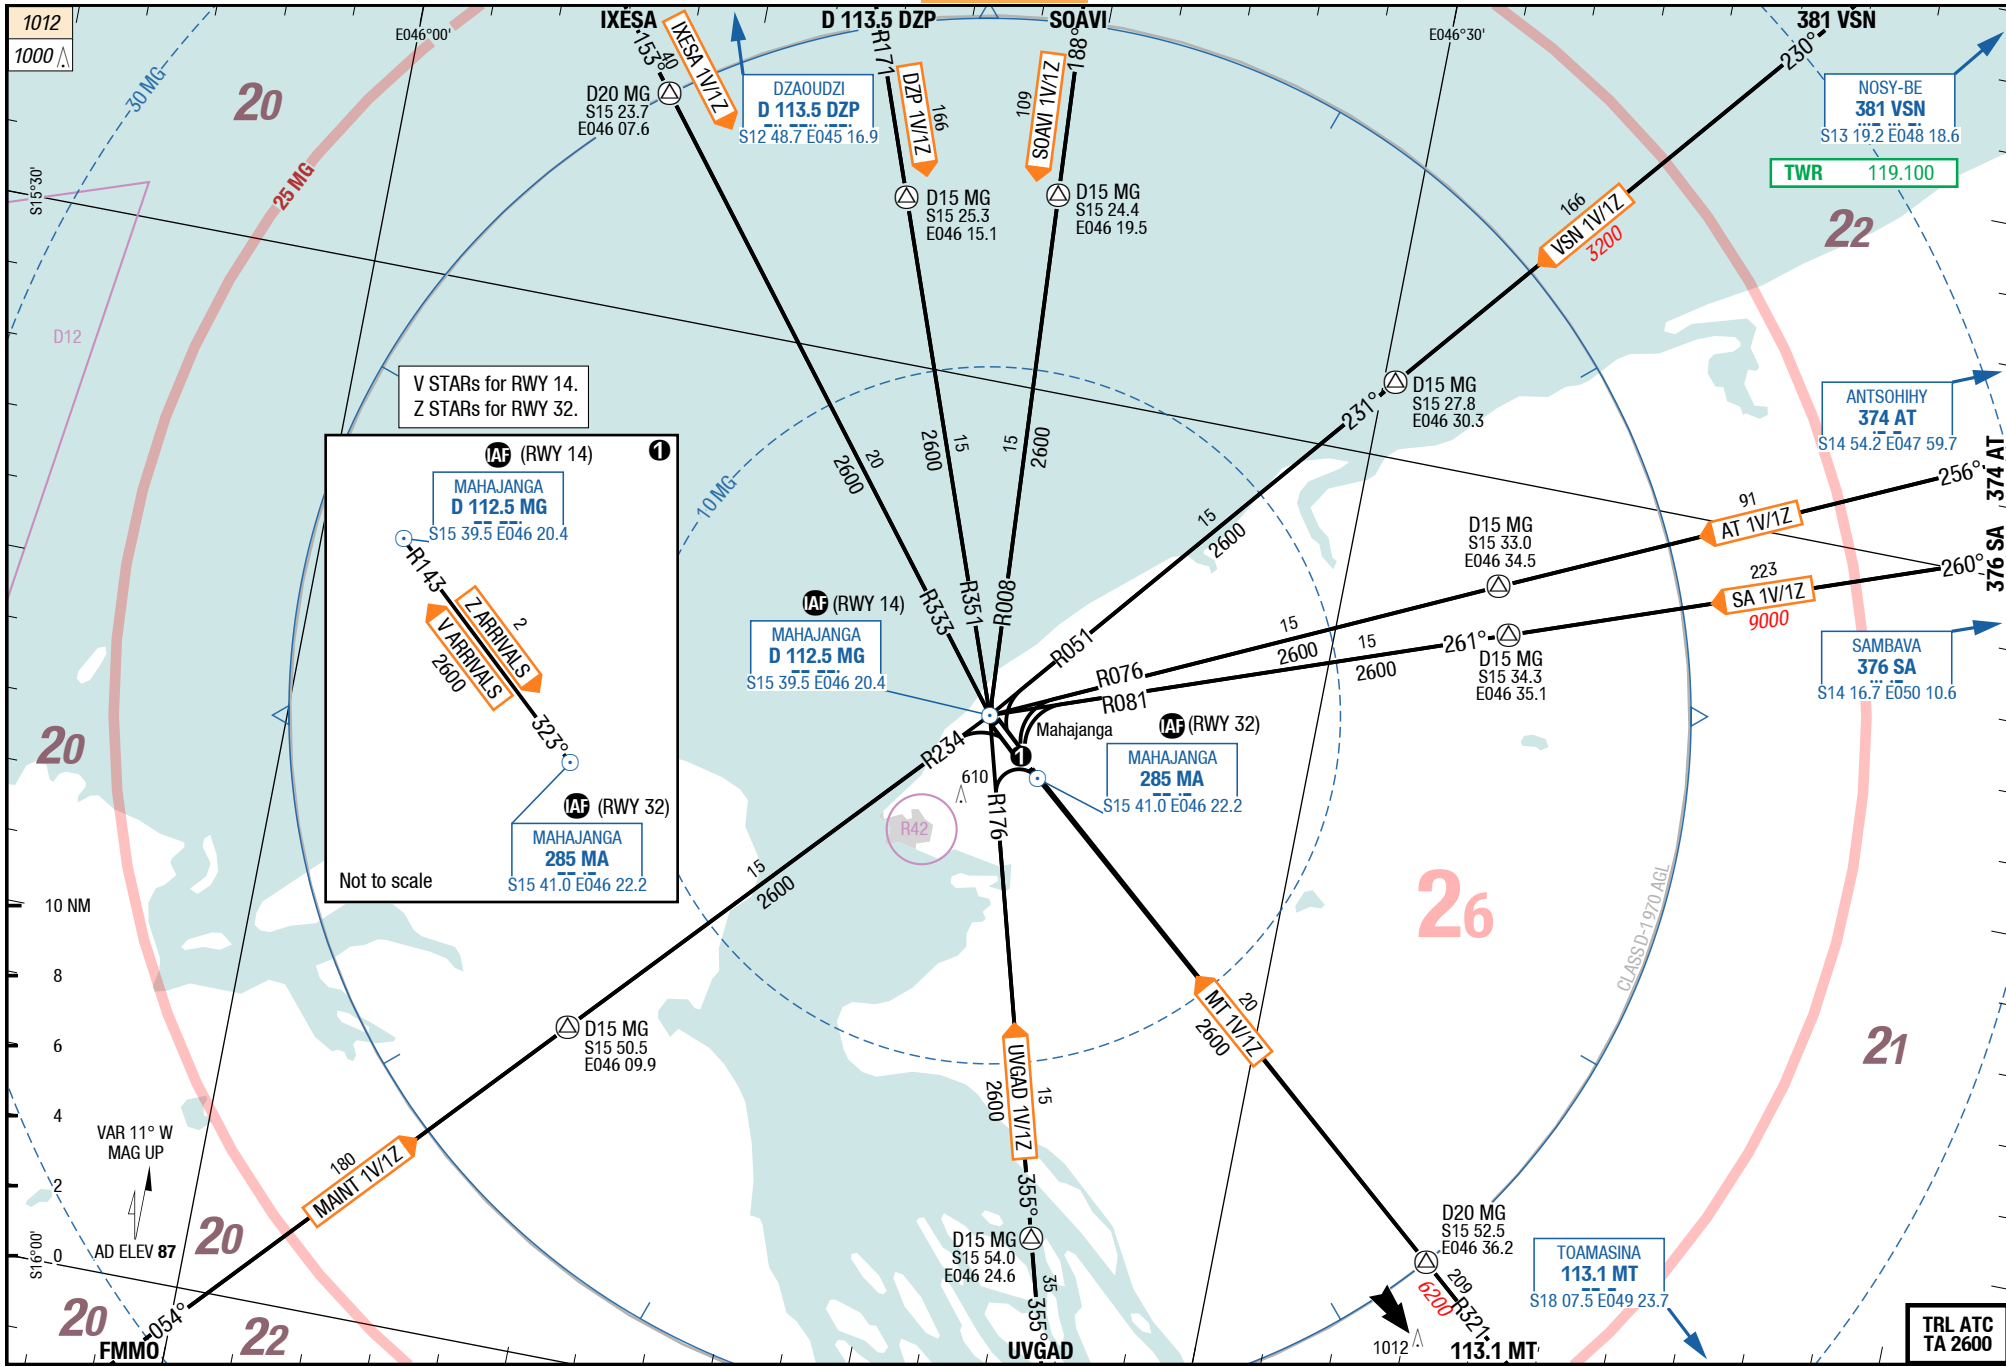 1012
1000
30 MG
20
25 MG
E046°00'
IXESA
153°
40
IXESA 1V/1Z
D20 MG
S15 23.7
E046 07.6
DZAOUDZI
D 113.5 DZP
S12 48.7 E045 16.9
D 113.5 DZP
R171
DZP 1V/1Z
166
D15 MG
S15 25.3
E046 15.1
SOAVI
188°
109
SOAVI 1V/1Z
D15 MG
S15 24.4
E046 19.5
E046°30'
381 VSN
230°
NOSY-BE
381 VSN
S13 19.2 E048 18.6
TWR 119.100
22
166
VSN 1V/1Z
3200
S15°30'
D12
V STARs for RWY 14.
Z STARs for RWY 32.
IAF (RWY 14)
1
MAHAJANGA
D 112.5 MG
S15 39.5 E046 20.4
R143
Z ARRIVALS
2
V ARRIVALS
2600
323°
IAF (RWY 32)
MAHAJANGA
285 MA
S15 41.0 E046 22.2
Not to scale
20
2600
2600
15
15
2600
10 MG
231°
D15 MG
S15 27.8
E046 30.3
15
2600
ANTSOHIHY
374 AT
S14 54.2 E047 59.7
374 AT
256°
91
AT 1V/1Z
D15 MG
S15 33.0
E046 34.5
376 SA
260°
223
SA 1V/1Z
9000
SAMBAVA
376 SA
S14 16.7 E050 10.6
15
2600
15
2600
261°
D15 MG
S15 34.3
E046 35.1
R333
R351
R008
R051
R076
R081
IAF (RWY 14)
MAHAJANGA
D 112.5 MG
S15 39.5 E046 20.4
Mahajanga
1
IAF (RWY 32)
MAHAJANGA
285 MA
S15 41.0 E046 22.2
R234
610
R176
R42
20
26
CLASS D-1970 AGL
21
15
2600
10 NM
8
6
4
2
0
D15 MG
S15 50.5
E046 09.9
VAR 11° W
MAG UP
AD ELEV 87
180
MAINT 1V/1Z
S16°00'
20
20
22
054°
FMMO
UVGAD 1V/1Z
15
2600
355°
D15 MG
S15 54.0
E046 24.6
35
355°
UVGAD
20
MT 1V/1Z
2600
D20 MG
S15 52.5
E046 36.2
209
6200
R321
1012
113.1 MT
TOAMASINA
113.1 MT
S18 07.5 E049 23.7
TRL ATC
TA 2600